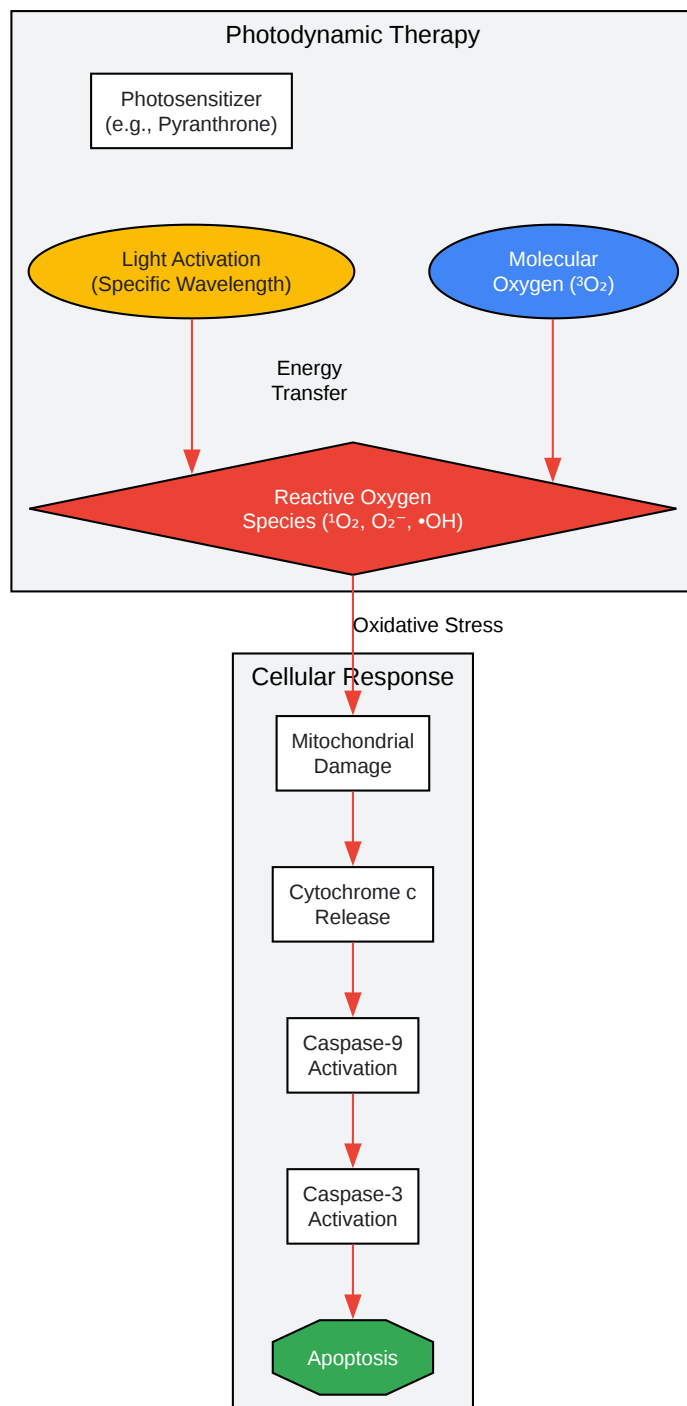 Photodynamic Therapy
Photosensitizer
(e.g., Pyranthrone)
Light Activation
(Specific Wavelength)
Molecular
Oxygen (³O₂)
Energy
Transfer
Reactive Oxygen
Species (¹O₂, O₂⁻, •OH)
Oxidative Stress
Cellular Response
Mitochondrial
Damage
Cytochrome c
Release
Caspase-9
Activation
Caspase-3
Activation
Apoptosis